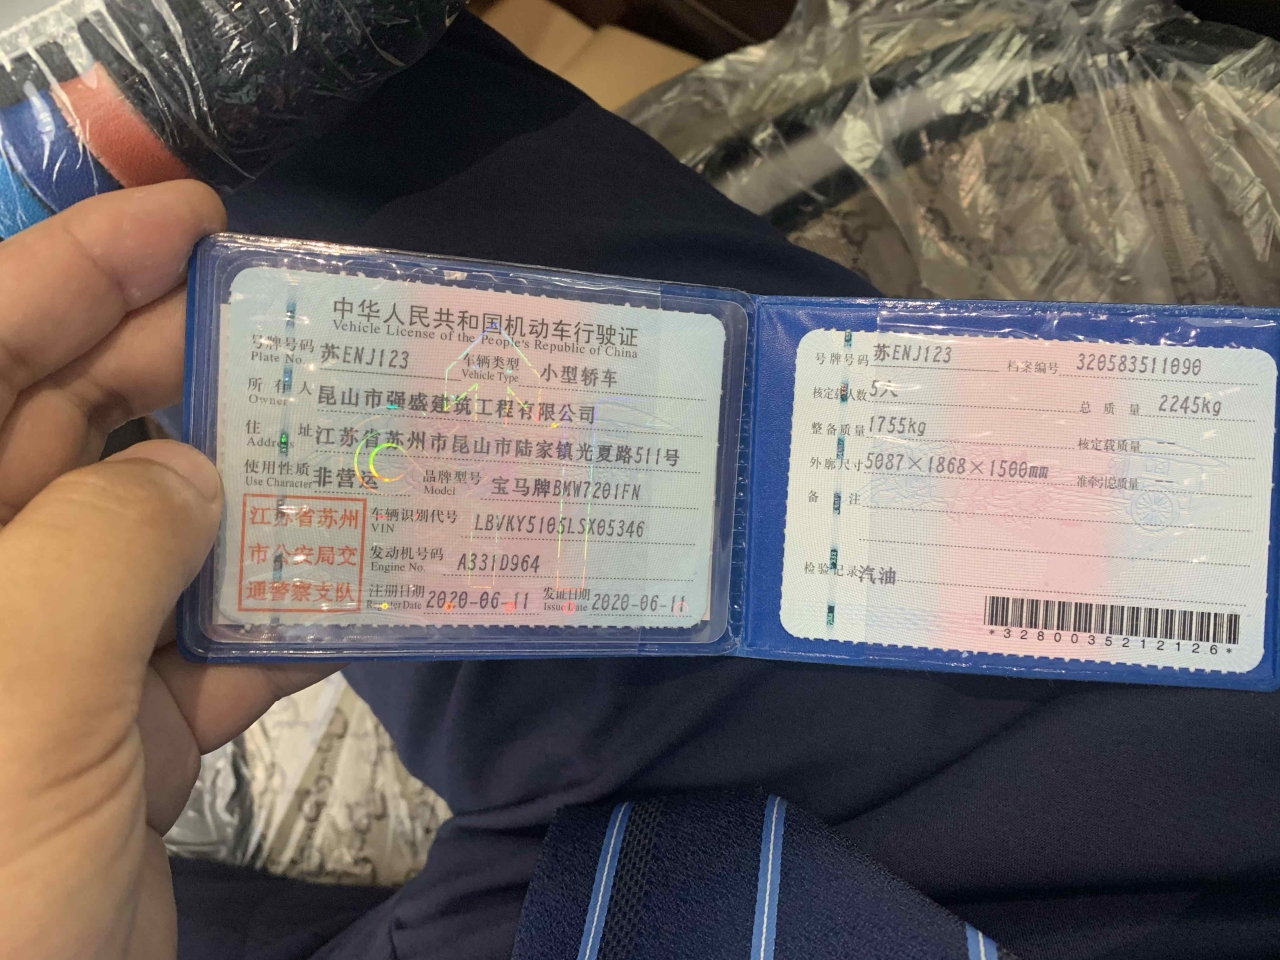 中华人民共和国机动车行驶证
Vehicle License of the People's Republic of China
号牌号码 苏ENJ123 车辆类型 小型轿车
Plate No. Vehicle Type
所有人 昆山市强盛建筑工程有限公司
Owner
住址 江苏省苏州市昆山市陆家镇光夏路511号
Address
使用性质 非营运 品牌型号 宝马牌BMW7201FN
Use Character Model
江苏省苏州
市公安局交
通警察支队
车辆识别代号 LBVKY5105LSX05346
VIN
发动机号码 A331D964
Engine No.
注册日期 2020-06-11 发证日期 2020-06-11
Register Date Issue Date
号牌号码 苏ENJ123 档案编号 320583511090
核定载人数 5人 总质量 2245kg
整备质量 1755kg 核定载质量 --
外廓尺寸 5087×1868×1500mm 准牵引总质量 --
备注
检验记录 汽油
*3280035212126*